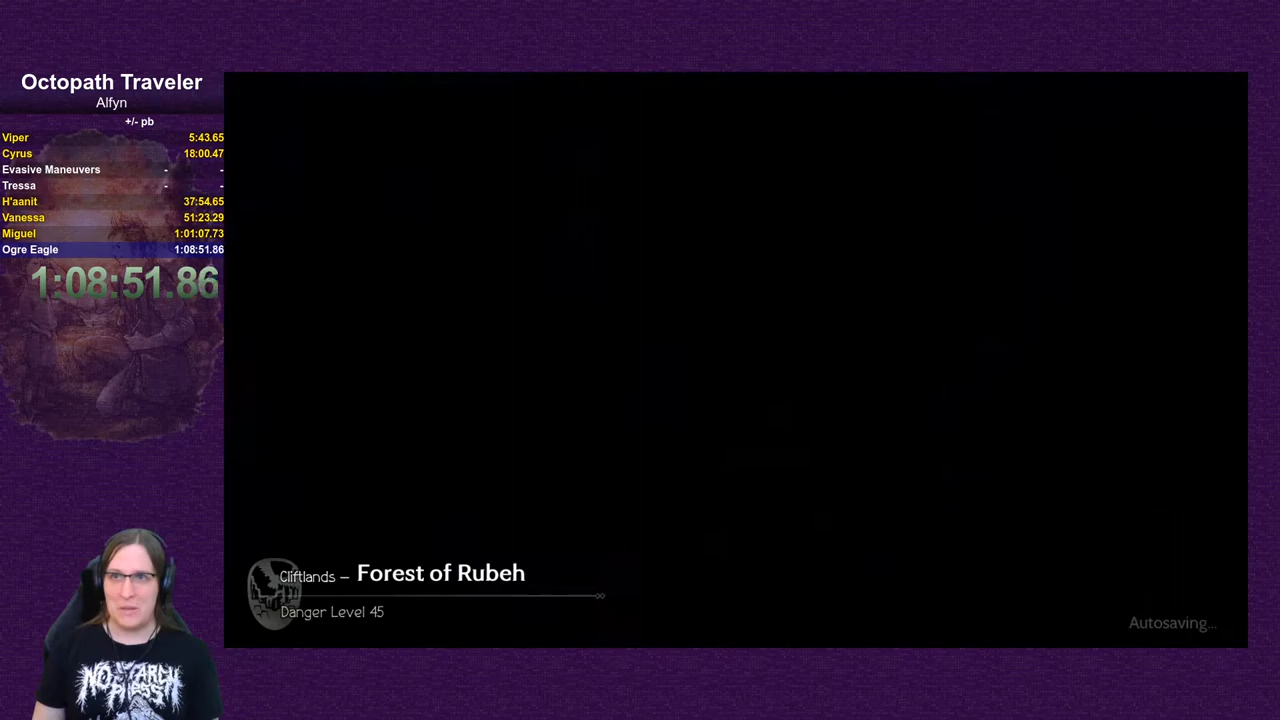 Octopath Traveler
Alfyn
+/- pb
Viper 5:43.65
Cyrus - 18:00.47
Evasive Maneuvers - -
Tressa - -
H'aanit 37:54.65
Vanessa 51:23.29
Miguel 1:01:07.73
Ogre Eagle 1:08:51.86
1:08:51.86
Cliftlands – Forest of Rubeh
Danger Level 45
Autosaving...